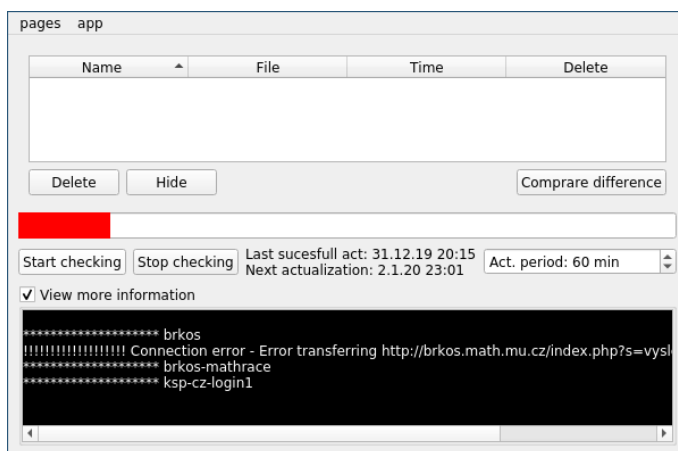 pages app
Name File Time Delete
Delete Hide Comprare difference
Start checking Stop checking Last sucesfull act: 31.12.19 20:15 Act. period: 60 min
Next actualization: 2.1.20 23:01
View more information
******************** brkos
!!!!!!!!!!!!!!!!!!! Connection error - Error transferring http://brkos.math.mu.cz/index.php?s=vysl
******************** brkos-mathrace
******************** ksp-cz-login1